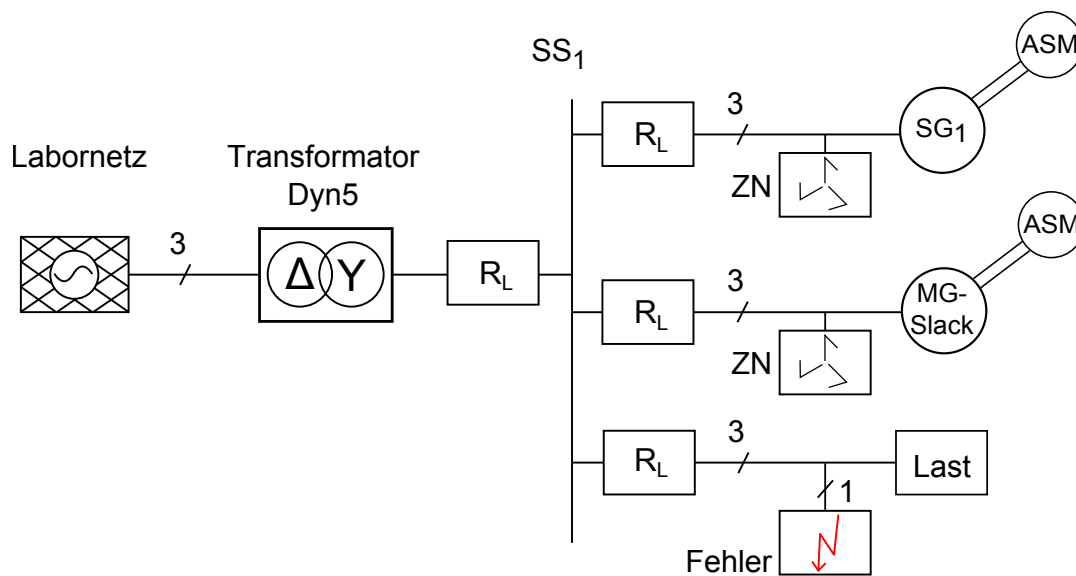 Labornetz
3
Transformator
Dyn5
Δ Y
R_L
SS₁
R_L
3
ZN
SG₁
ASM
R_L
3
ZN
MG-
Slack
ASM
R_L
3
Last
1
Fehler